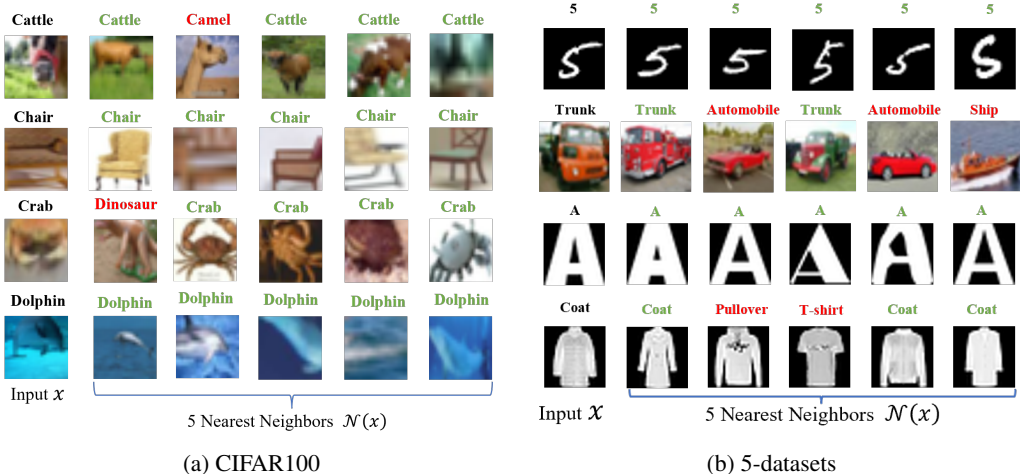 Cattle Cattle Camel Cattle Cattle Cattle
Chair Chair Chair Chair Chair Chair
Crab Dinosaur Crab Crab Crab Crab
Dolphin Dolphin Dolphin Dolphin Dolphin Dolphin
Input x
5 Nearest Neighbors N(x)
(a) CIFAR100
5 5 5 5 5 5
Trunk Trunk Automobile Trunk Automobile Ship
A A A A A A
Coat Coat Pullover T-shirt Coat Coat
Input x
5 Nearest Neighbors N(x)
(b) 5-datasets